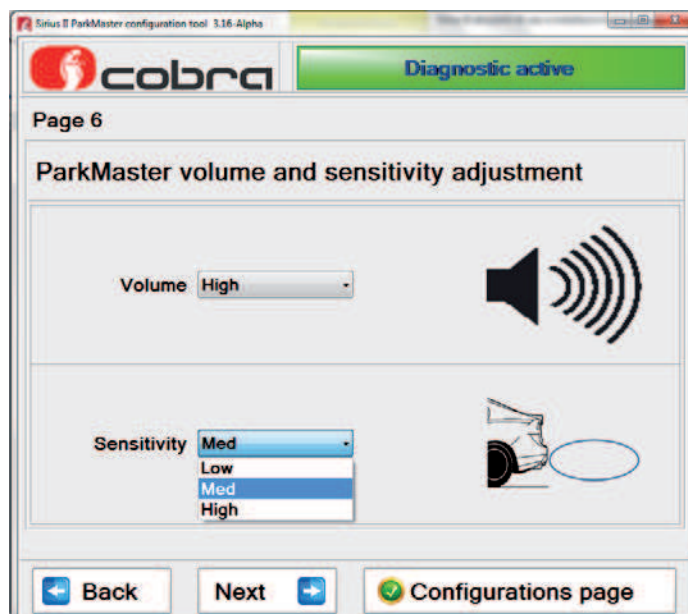 Sirius II ParkMaster configuration tool 3.16-Alpha
cobra
Diagnostic active
Page 6
ParkMaster volume and sensitivity adjustment
Volume High
Sensitivity Med
Low
Med
High
Back Next Configurations page